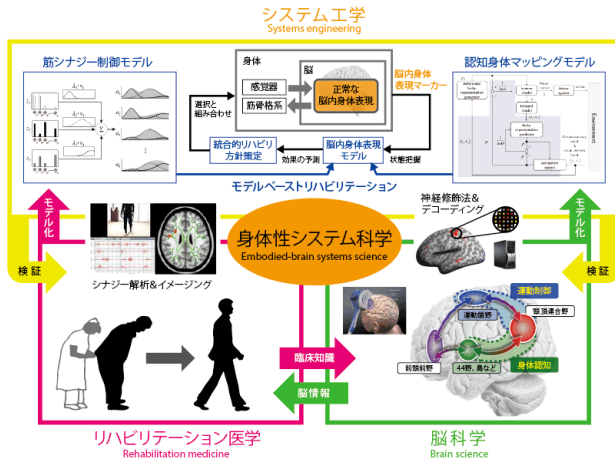 システム工学
Systems engineering
筋シナジー制御モデル
身体
脳
感覚器
筋骨格系
正常な
脳内身体表現
脳内身体
表現マーカー
認知身体マッピングモデル
選択と
組み合わせ
統合的リハビリ
方針策定
効果の予測
脳内身体表現
モデル
状態把握
モデルベーストリハビリテーション
Environment
モデル化
検証
シナジー解析&イメージング
身体性システム科学
Embodied-brain systems science
神経修飾法&
デコーディング
モデル化
検証
運動制御
運動前野
頭頂連合野
前頭前野
44野、島など
身体認知
臨床知識
脳情報
リハビリテーション医学
Rehabilitation medicine
脳科学
Brain science